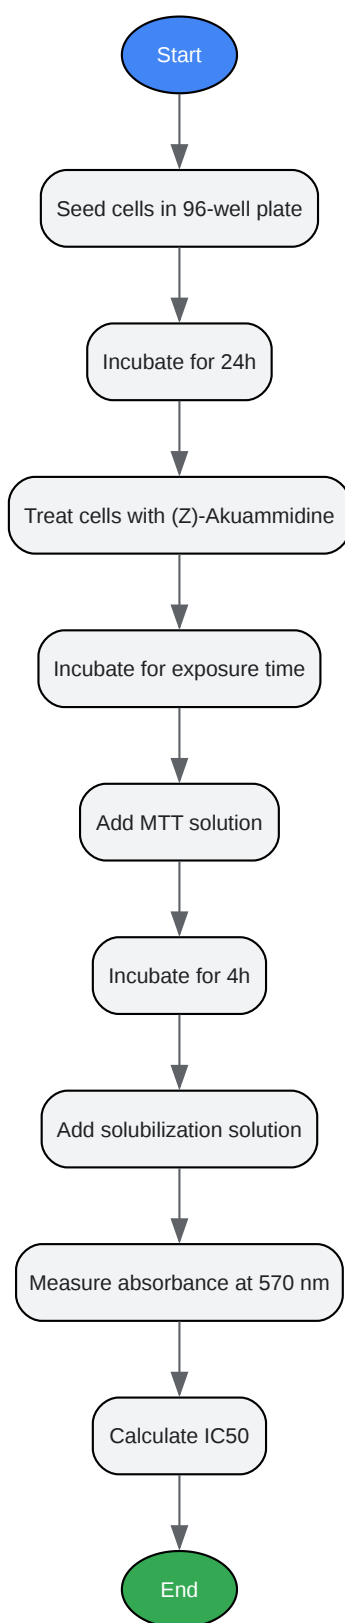 Start
Seed cells in 96-well plate
Incubate for 24h
Treat cells with (Z)-Akuammidine
Incubate for exposure time
Add MTT solution
Incubate for 4h
Add solubilization solution
Measure absorbance at 570 nm
Calculate IC50
End